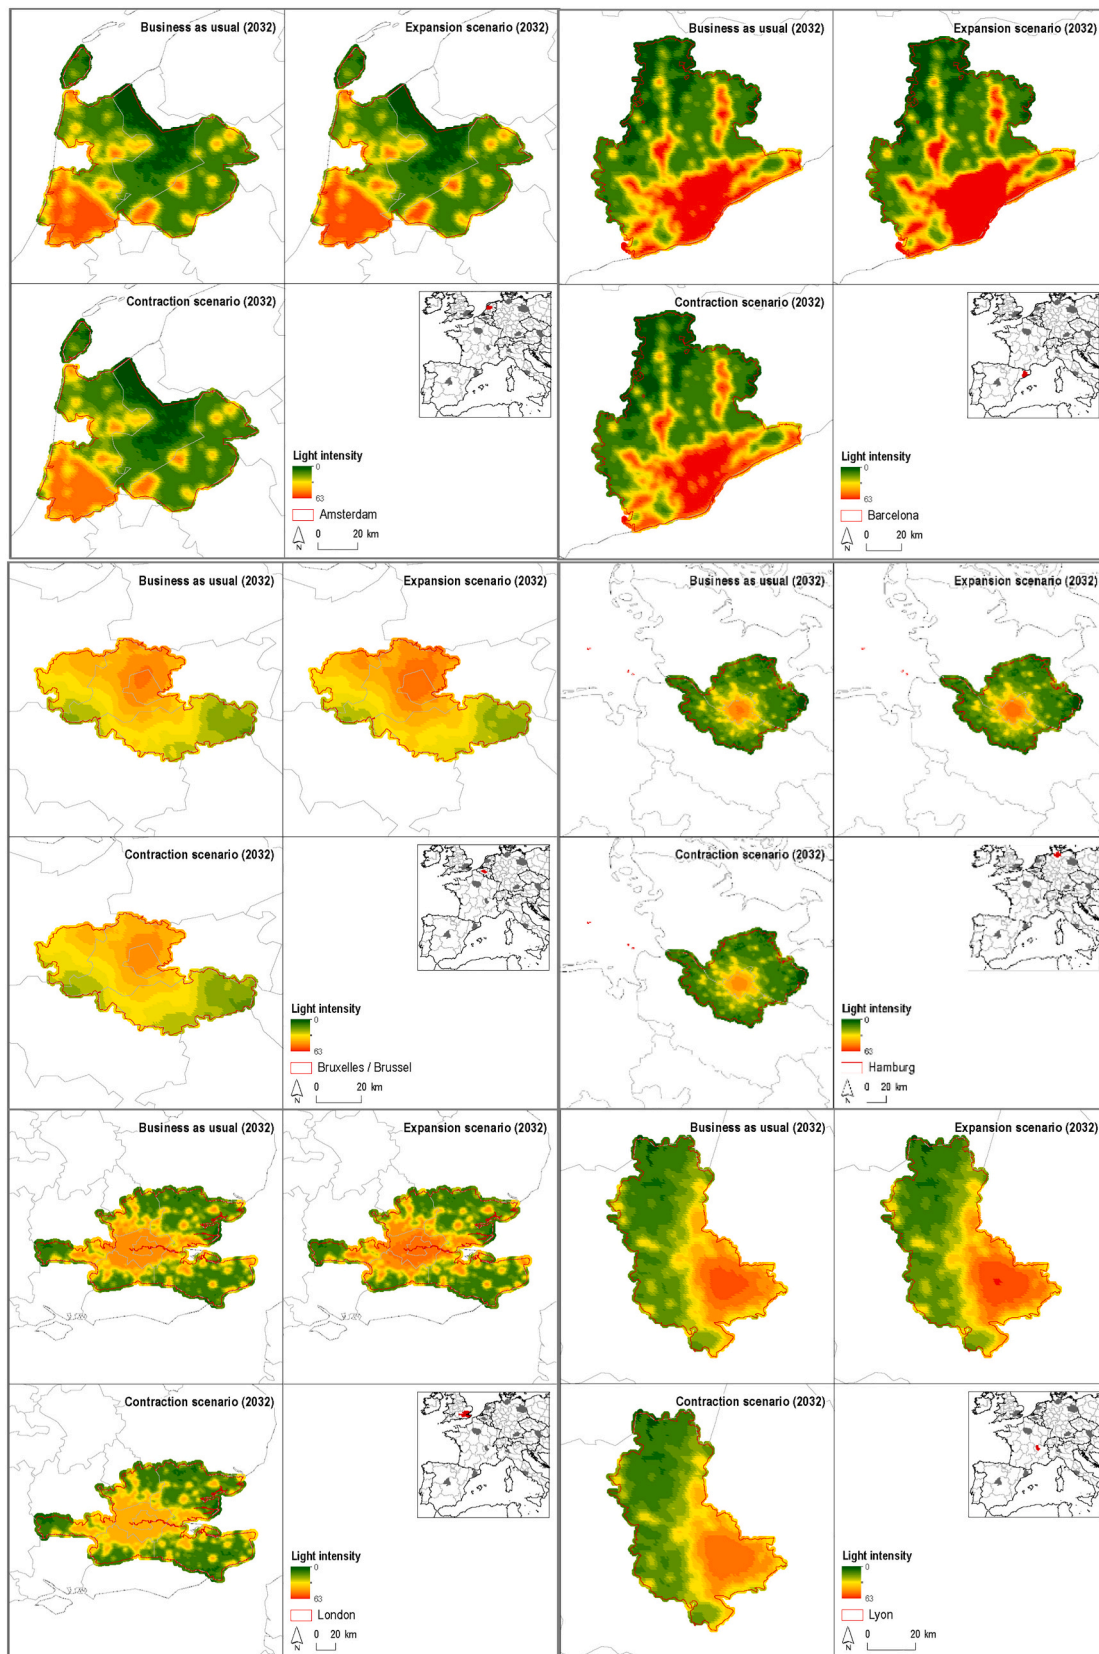 Business as usual (2032)
Expansion scenario (2032)
Contraction scenario (2032)
Light intensity
0
63
Amsterdam
N
0 20 km
Business as usual (2032)
Expansion scenario (2032)
Contraction scenario (2032)
Light intensity
0
63
Barcelona
N
0 20 km
Business as usual (2032)
Expansion scenario (2032)
Contraction scenario (2032)
Light intensity
0
63
Bruxelles / Brussel
N
0 20 km
Business as usual (2032)
Expansion scenario (2032)
Contraction scenario (2032)
Light intensity
0
63
Hamburg
N
0 20 km
Business as usual (2032)
Expansion scenario (2032)
Contraction scenario (2032)
Light intensity
0
63
London
N
0 20 km
Business as usual (2032)
Expansion scenario (2032)
Contraction scenario (2032)
Light intensity
0
63
Lyon
N
0 20 km